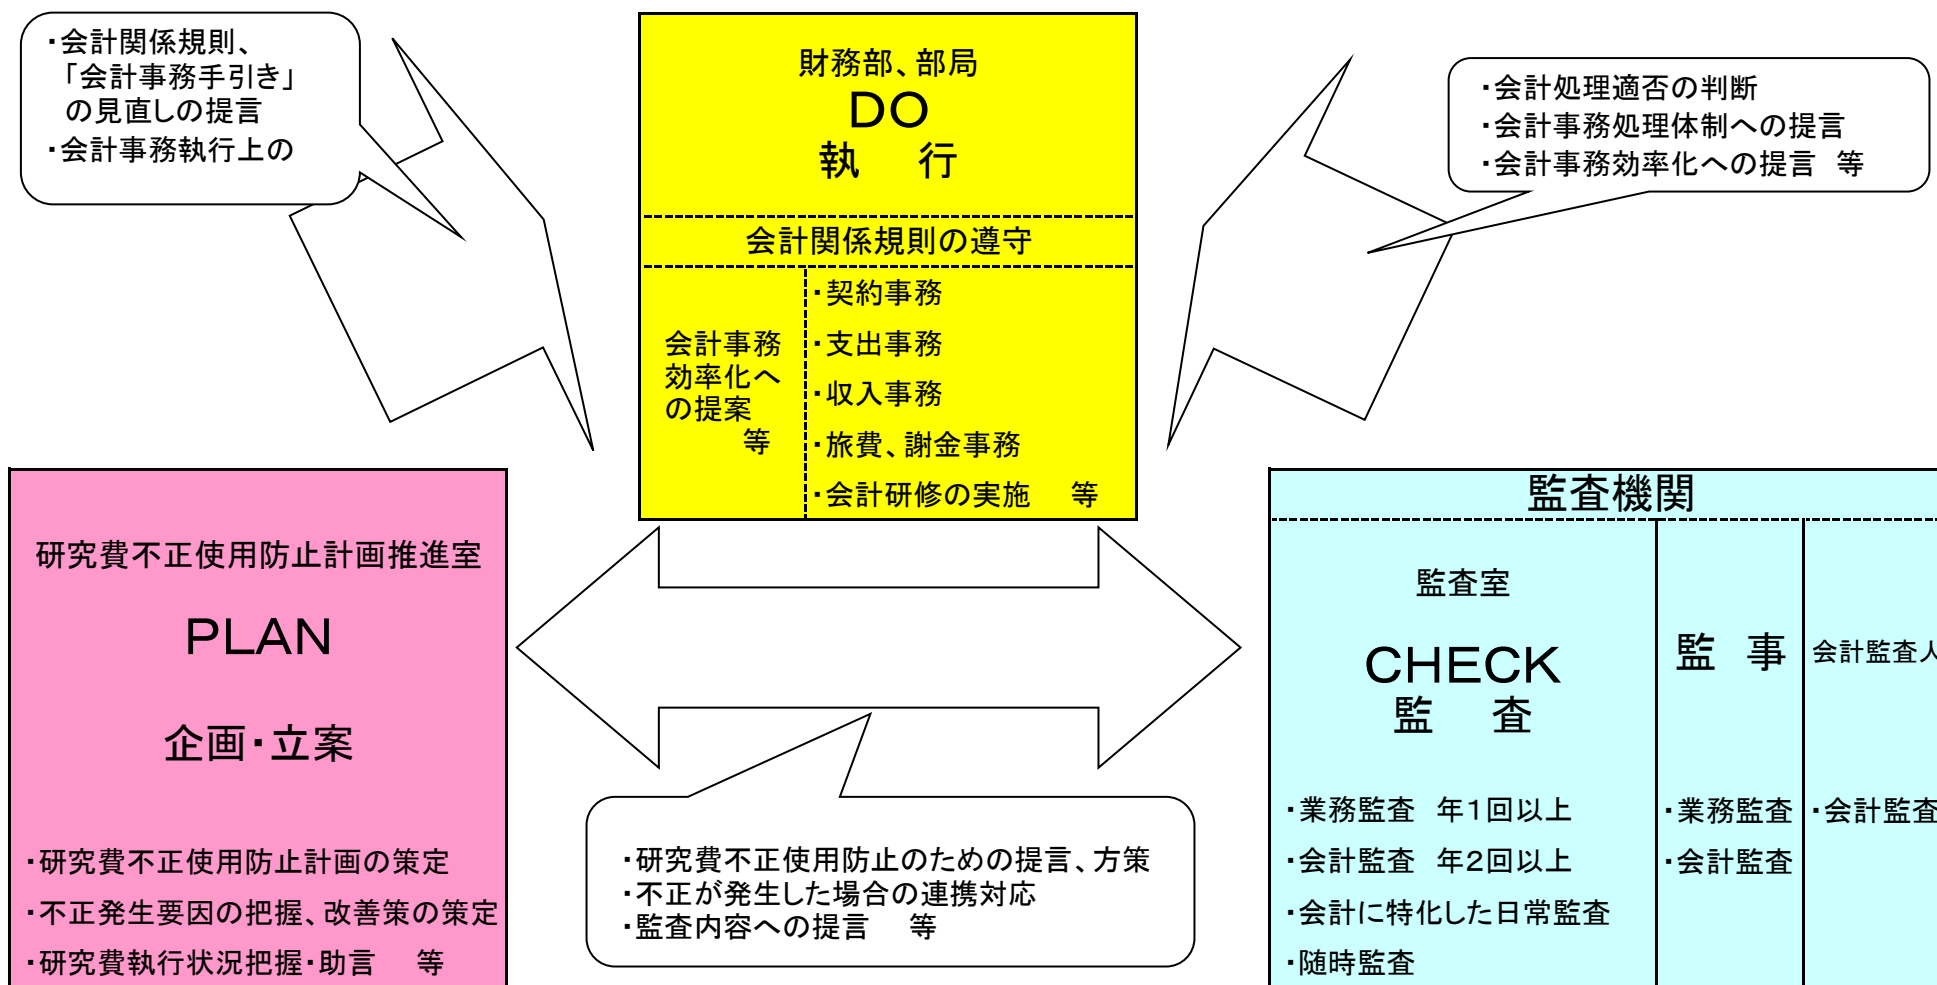 ・会計関係規則、
「会計事務手引き」
の見直しの提言
・会計事務執行上の
財務部、部局
DO
執　行
会計関係規則の遵守
会計事務
効率化へ
の提案
等
・契約事務
・支出事務
・収入事務
・旅費、謝金事務
・会計研修の実施　等
・会計処理適否の判断
・会計事務処理体制への提言
・会計事務効率化への提言　等
研究費不正使用防止計画推進室
PLAN
企画・立案
・研究費不正使用防止計画の策定
・不正発生要因の把握、改善策の策定
・研究費執行状況把握・助言　等
・研究費不正使用防止のための提言、方策
・不正が発生した場合の連携対応
・監査内容への提言　等
監査機関
監査室
CHECK
監　査
・業務監査　年1回以上
・会計監査　年2回以上
・会計に特化した日常監査
・随時監査
監　事
・業務監査
・会計監査
会計監査人
・会計監査